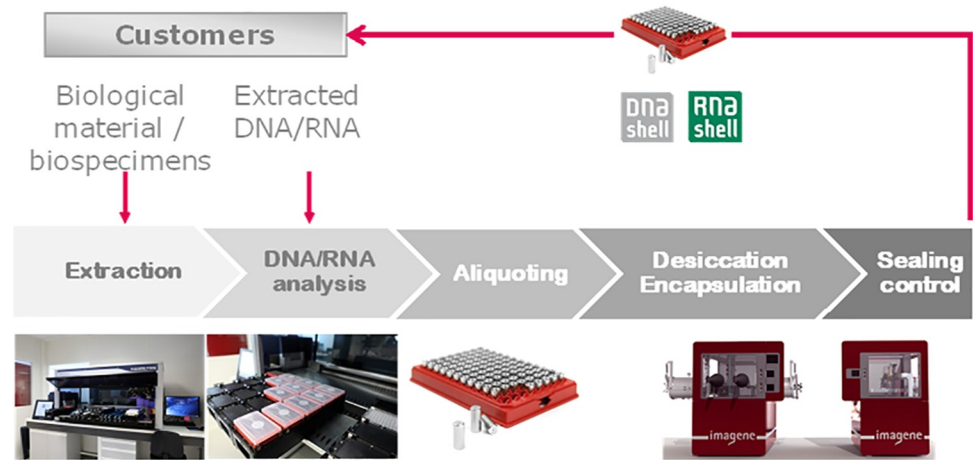 Customers
Biological
material /
biospecimens
Extracted
DNA/RNA
DNA
shell
RNA
shell
Extraction
DNA/RNA
analysis
Aliquoting
Desiccation
Encapsulation
Sealing
control
imagene
imagene